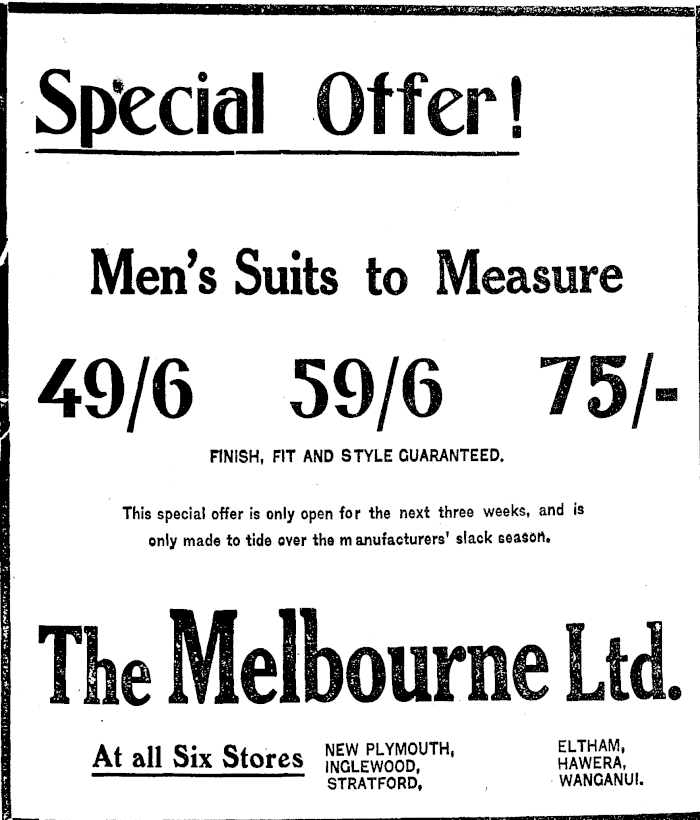 Special Offer!
Men's Suits to Measure
49/6 59/6 75/-
FINISH, FIT AND STYLE GUARANTEED.
This special offer is only open for the next three weeks, and is
only made to tide over the manufacturers' slack season.
The Melbourne Ltd.
At all Six Stores
NEW PLYMOUTH,
INGLEWOOD,
STRATFORD,
ELTHAM,
HAWERA,
WANGANUI.